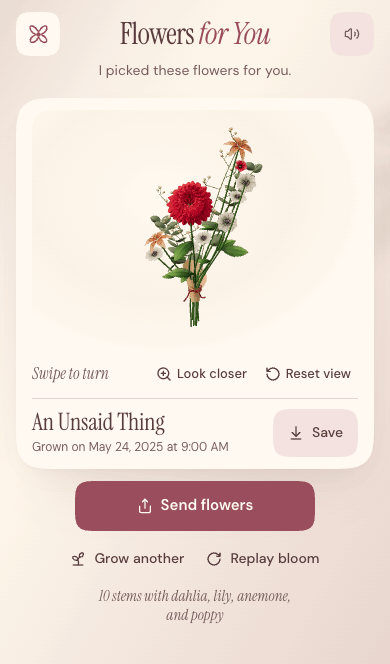 Flowers for You
I picked these flowers for you.
Swipe to turn
Look closer
Reset view
An Unsaid Thing
Grown on May 24, 2025 at 9:00 AM
Save
Send flowers
Grow another
Replay bloom
10 stems with dahlia, lily, anemone,
and poppy